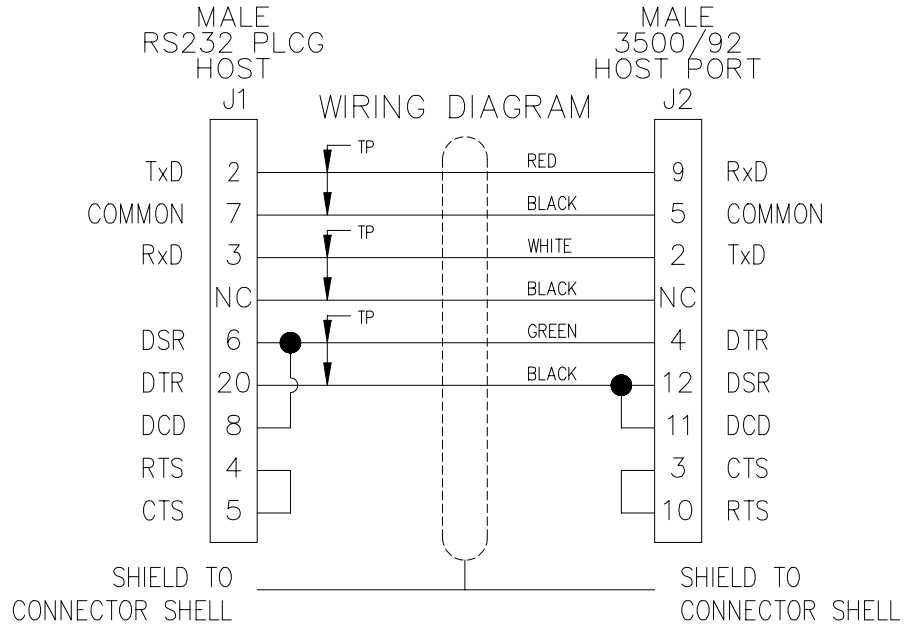 MALE
RS232 PLCG
HOST
J1
MALE
3500/92
HOST PORT
J2
WIRING DIAGRAM
TxD 2 TP RED 9 RxD
COMMON 7 BLACK 5 COMMON
RxD 3 TP WHITE 2 TxD
NC BLACK NC
DSR 6 TP GREEN 4 DTR
DTR 20 BLACK 12 DSR
DCD 8 11 DCD
RTS 4 3 CTS
CTS 5 10 RTS
SHIELD TO
CONNECTOR SHELL
SHIELD TO
CONNECTOR SHELL